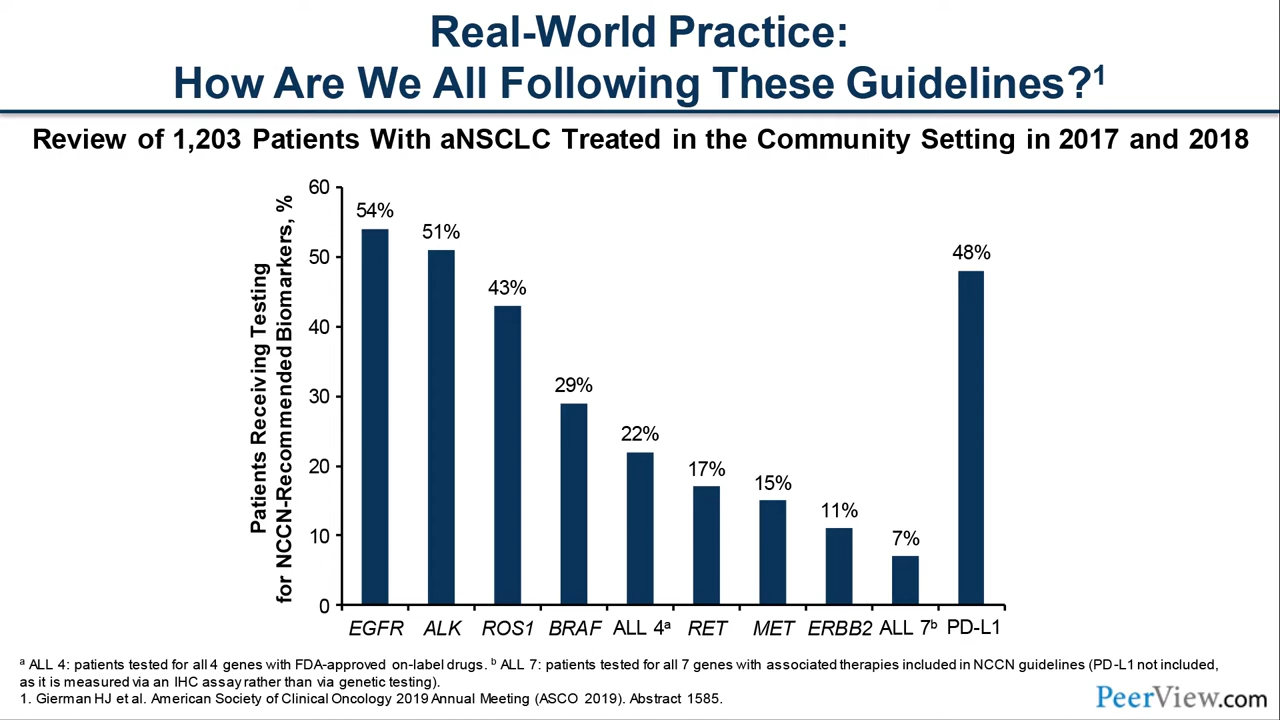 Real-World Practice:
How Are We All Following These Guidelines?¹
Review of 1,203 Patients With aNSCLC Treated in the Community Setting in 2017 and 2018
Patients Receiving Testing
for NCCN-Recommended Biomarkers, %
60
50
40
30
20
10
0
54%
51%
43%
29%
22%
17%
15%
11%
7%
48%
EGFR ALK ROS1 BRAF ALL 4ᵃ RET MET ERBB2 ALL 7ᵇ PD-L1
ᵃ ALL 4: patients tested for all 4 genes with FDA-approved on-label drugs. ᵇ ALL 7: patients tested for all 7 genes with associated therapies included in NCCN guidelines (PD-L1 not included,
as it is measured via an IHC assay rather than via genetic testing).
1. Gierman HJ et al. American Society of Clinical Oncology 2019 Annual Meeting (ASCO 2019). Abstract 1585.
PeerView.com